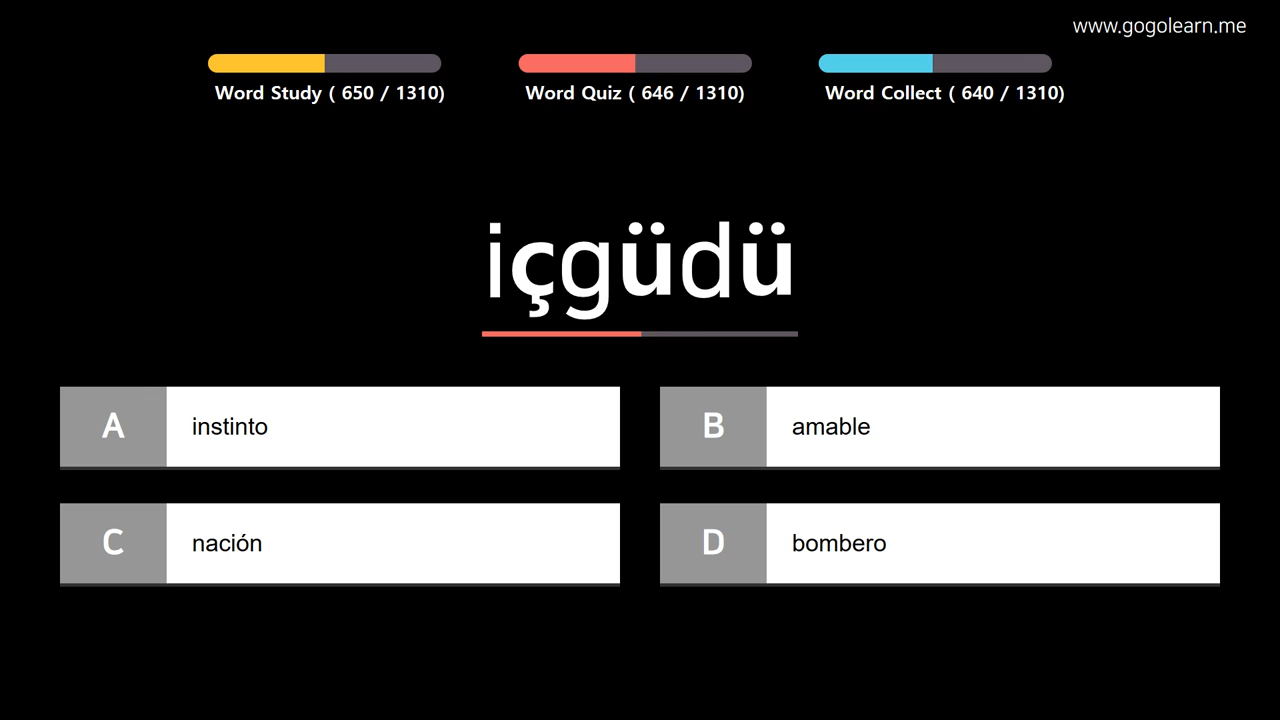 www.gogolearn.me
Word Study ( 650 / 1310)
Word Quiz ( 646 / 1310)
Word Collect ( 640 / 1310)
içgüdü
A instinto
B amable
C nación
D bombero